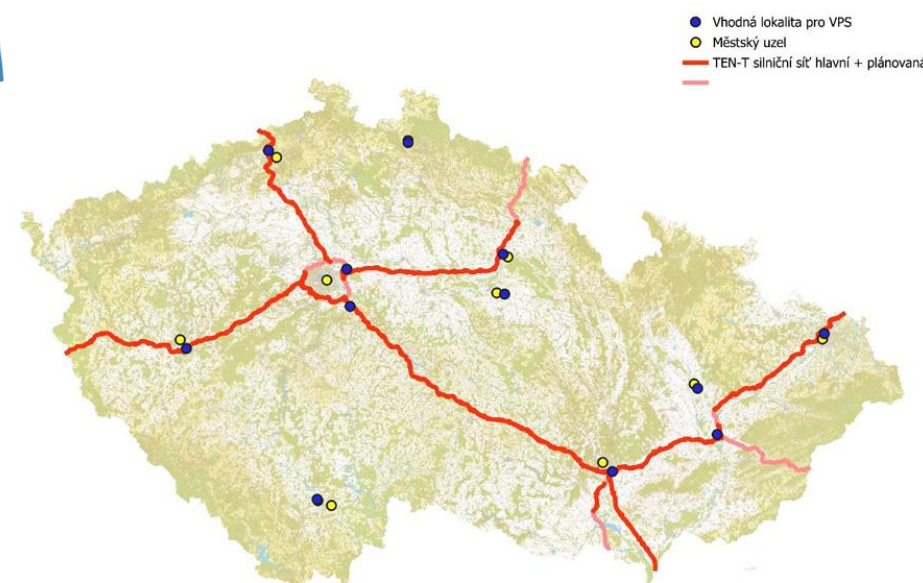 Vhodná lokalita pro VPS
Městský uzel
TEN-T silniční síť hlavní + plánovaná